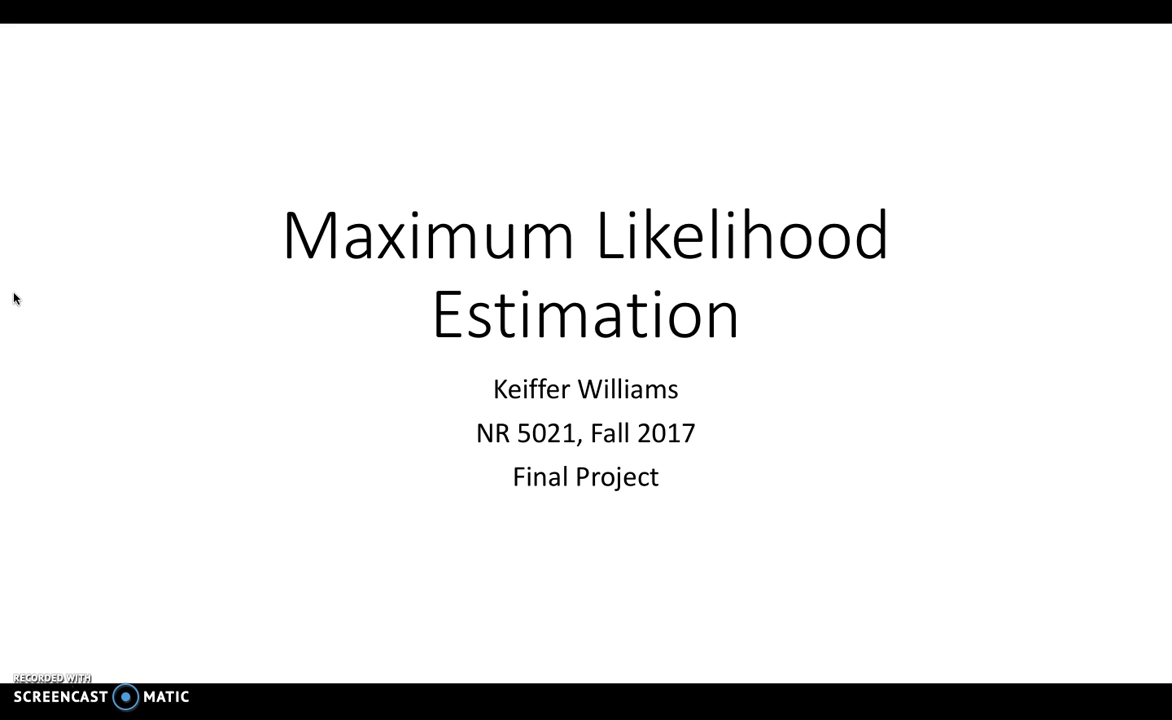 Maximum Likelihood
Estimation
Keiffer Williams
NR 5021, Fall 2017
Final Project
RECORDED WITH
SCREENCAST MATIC